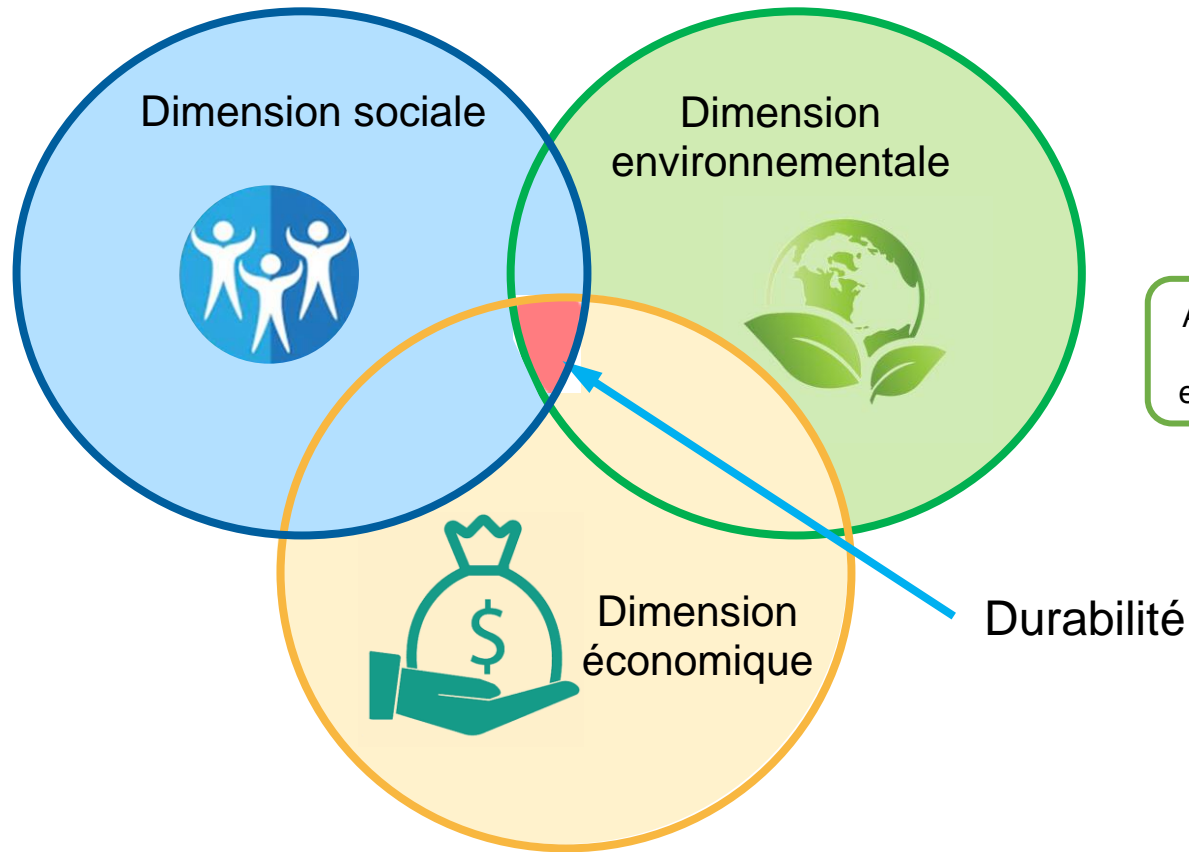 Dimension sociale
Dimension
environnementale
$
Dimension
économique
Durabilité